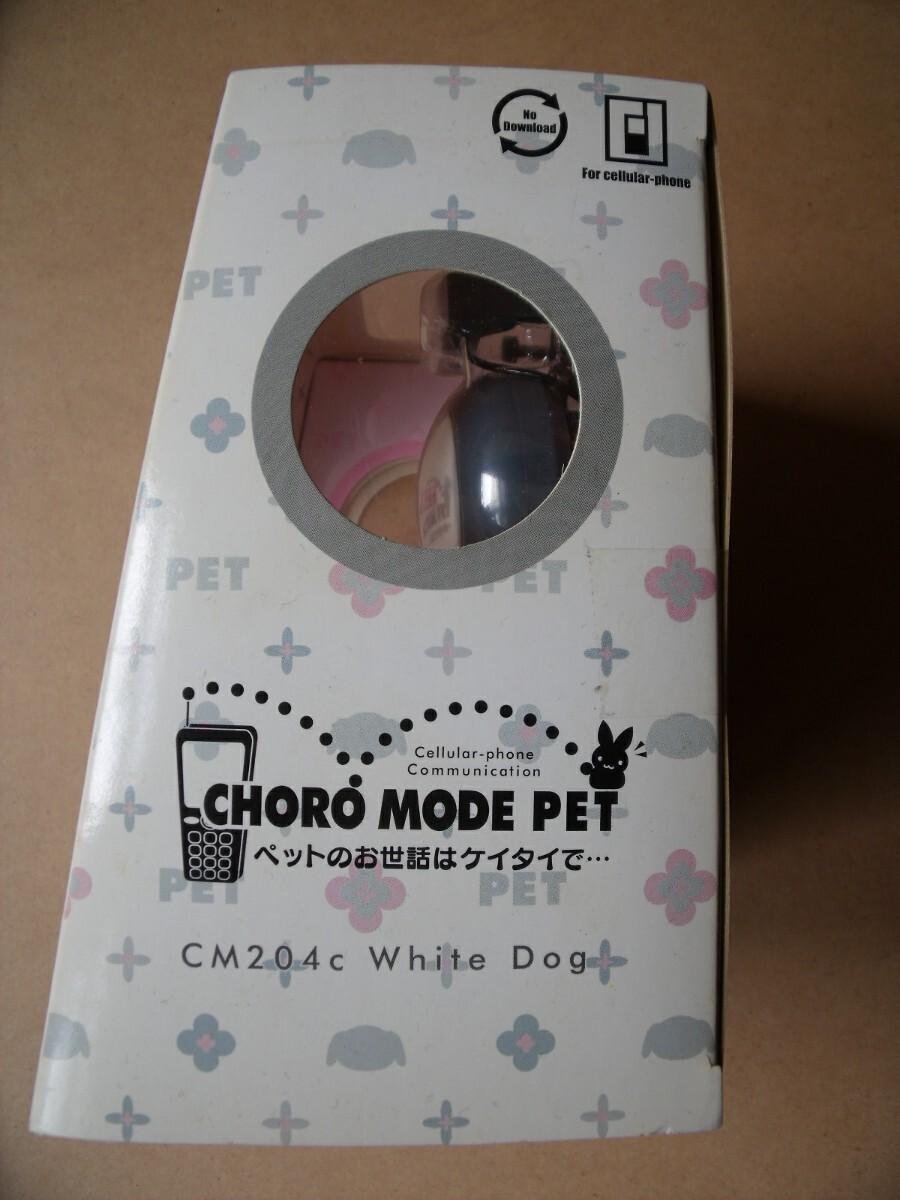 No
Download
For cellular-phone
PET
PET
PET
Cellular-phone
Communication
CHORO MODE PET
ペットのお世話はケイタイで…
PET
PET
CM204c White Dog